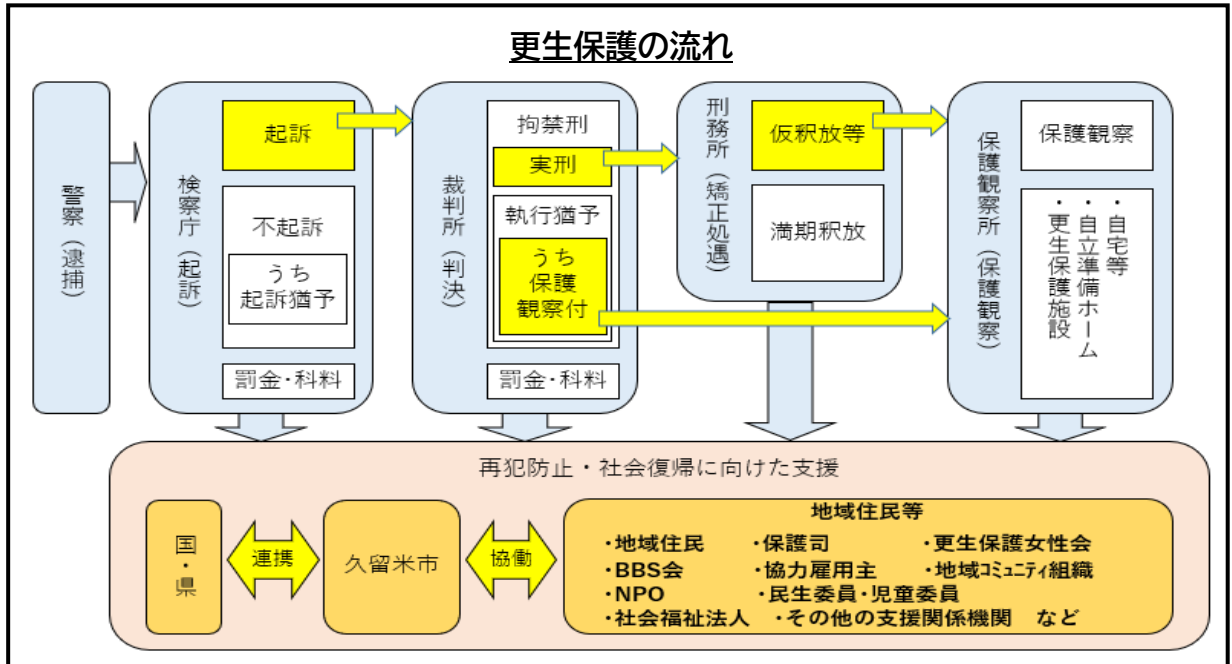 更生保護の流れ
警察（逮捕）
検察庁（起訴）
起訴
不起訴
うち
起訴猶予
罰金・科料
裁判所（判決）
拘禁刑
実刑
執行猶予
うち
保護
観察付
罰金・科料
刑務所（矯正処遇）
仮釈放等
満期釈放
保護観察所（保護観察）
保護観察
・自宅等
・自立準備ホーム
・更生保護施設
再犯防止・社会復帰に向けた支援
国・県
連携
久留米市
協働
地域住民等
・地域住民 ・保護司 ・更生保護女性会
・BBS会 ・協力雇用主 ・地域ｺﾐｭﾆﾃｨ組織
・NPO ・民生委員・児童委員
・社会福祉法人 ・その他の支援関係機関 など